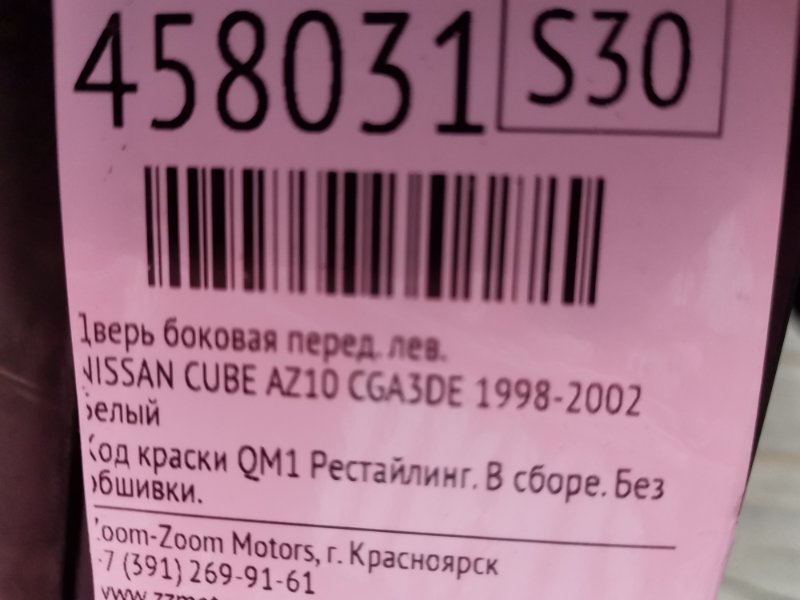 458031 S30
Дверь боковая перед. лев.
NISSAN CUBE AZ10 CGA3DE 1998-2002
Белый
Код краски QM1 Рестайлинг. В сборе. Без
обшивки.
Zoom-Zoom Motors, г. Красноярск
+7 (391) 269-91-61